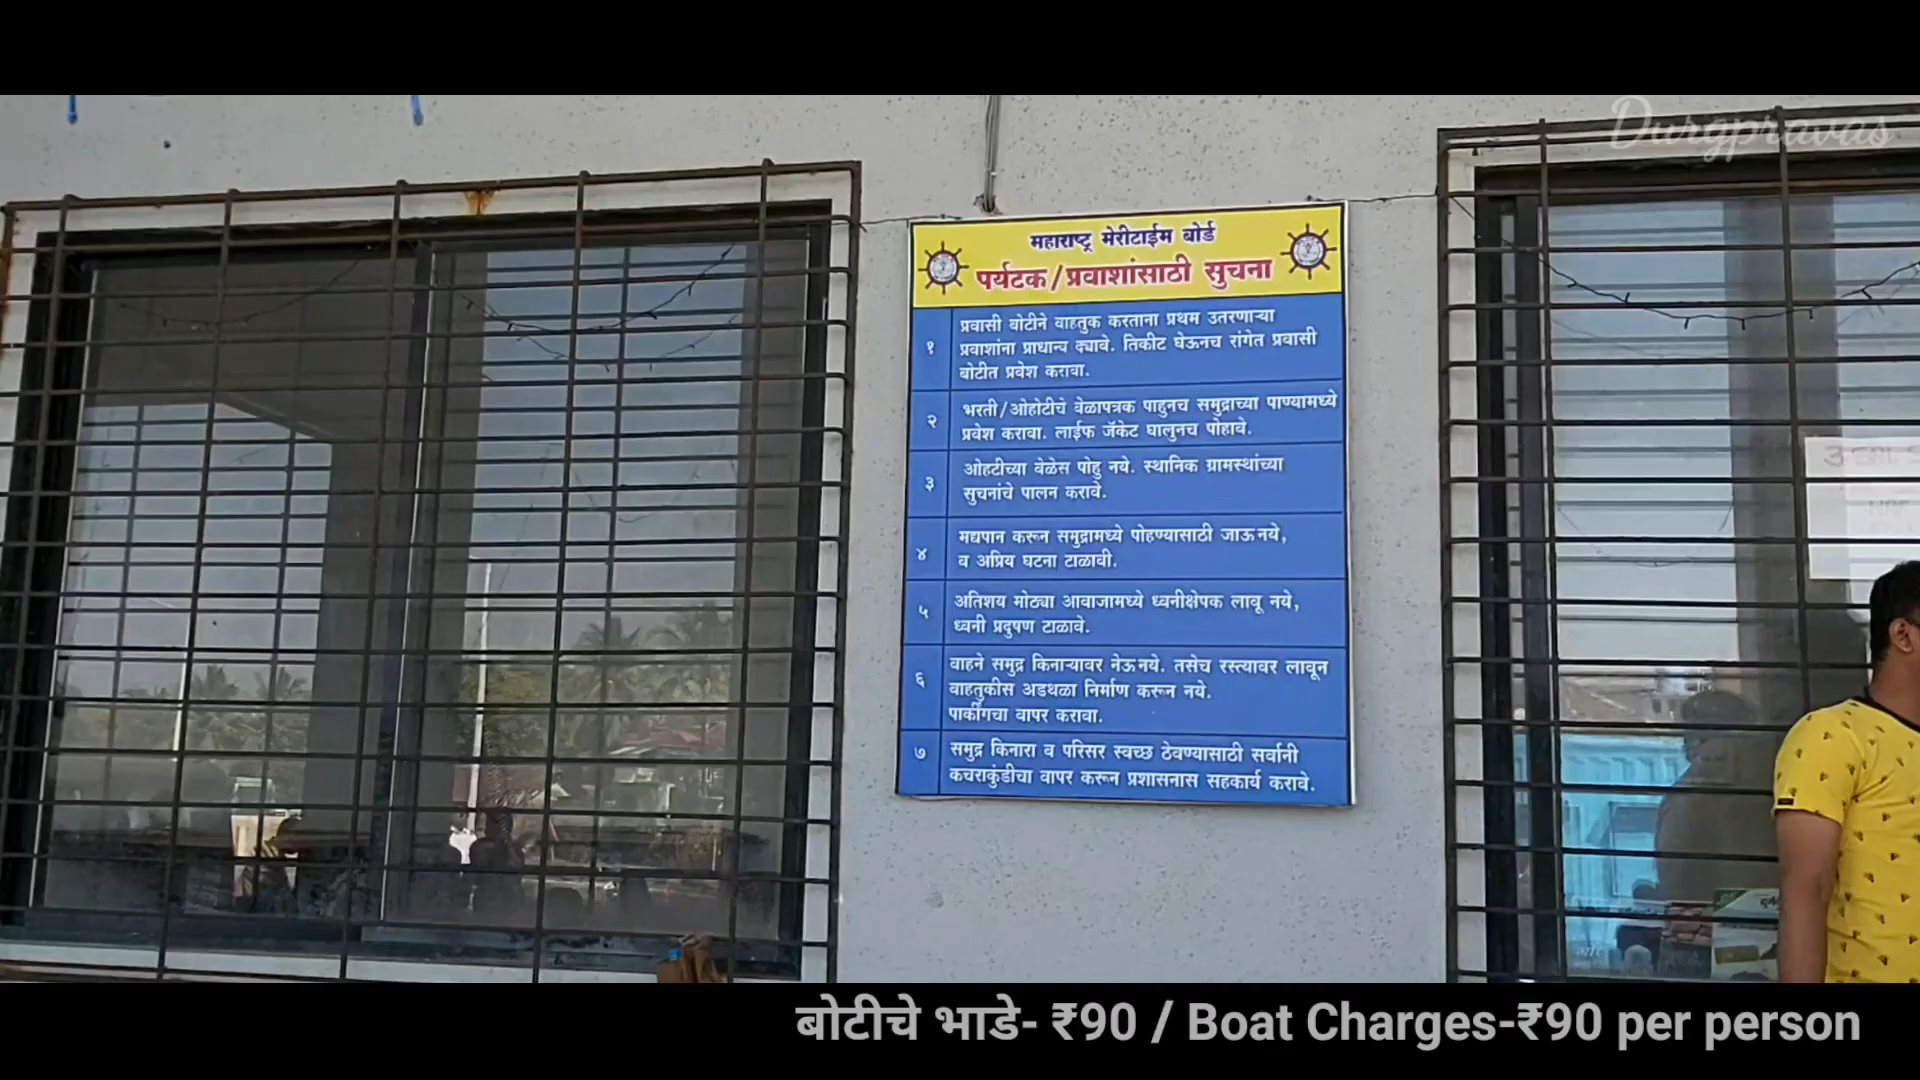 Durgpravas
महाराष्ट्र मेरीटाईम बोर्ड
पर्यटक/प्रवाशांसाठी सुचना
१
प्रवासी बोटीने वाहतुक करताना प्रथम उतरणाऱ्या
प्रवाशांना प्राधान्य द्यावे. तिकीट घेऊनच रांगेत प्रवासी
बोटीत प्रवेश करावा.
२
भरती/ओहोटीचे वेळापत्रक पाहुनच समुद्राच्या पाण्यामध्ये
प्रवेश करावा. लाईफ जॅकेट घालुनच पोहावे.
३
ओहटीच्या वेळेस पोहु नये. स्थानिक ग्रामस्थांच्या
सुचनांचे पालन करावे.
४
मद्यपान करून समुद्रामध्ये पोहण्यासाठी जाऊ नये,
व अप्रिय घटना टाळावी.
५
अतिशय मोठ्या आवाजामध्ये ध्वनीक्षेपक लावू नये,
ध्वनी प्रदुषण टाळावे.
६
वाहने समुद्र किनाऱ्यावर नेऊ नये. तसेच रस्त्यावर लावून
वाहतुकीस अडथळा निर्माण करून नये.
पार्कींगचा वापर करावा.
७
समुद्र किनारा व परिसर स्वच्छ ठेवण्यासाठी सर्वानी
कचराकुंडीचा वापर करून प्रशासनास सहकार्य करावे.
बोटीचे भाडे- ₹90 / Boat Charges-₹90 per person